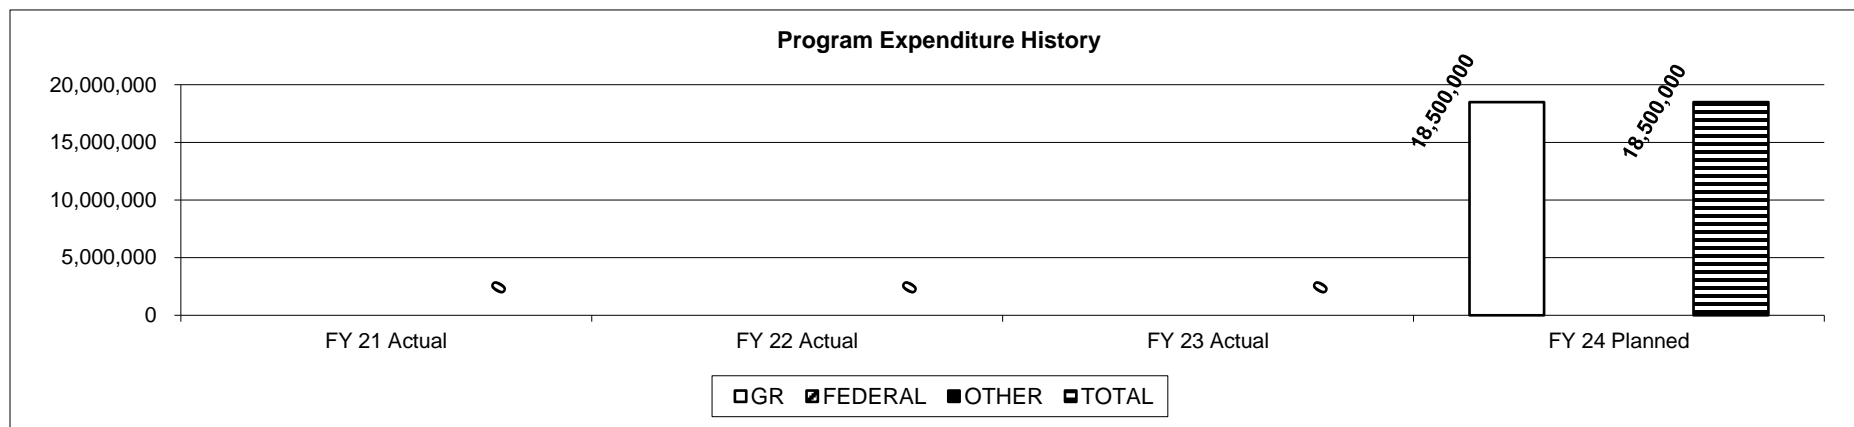 Program Expenditure History
20,000,000
15,000,000
10,000,000
5,000,000
0
0
0
0
18,500,000
18,500,000
FY 21 Actual
FY 22 Actual
FY 23 Actual
FY 24 Planned
GR FEDERAL OTHER TOTAL